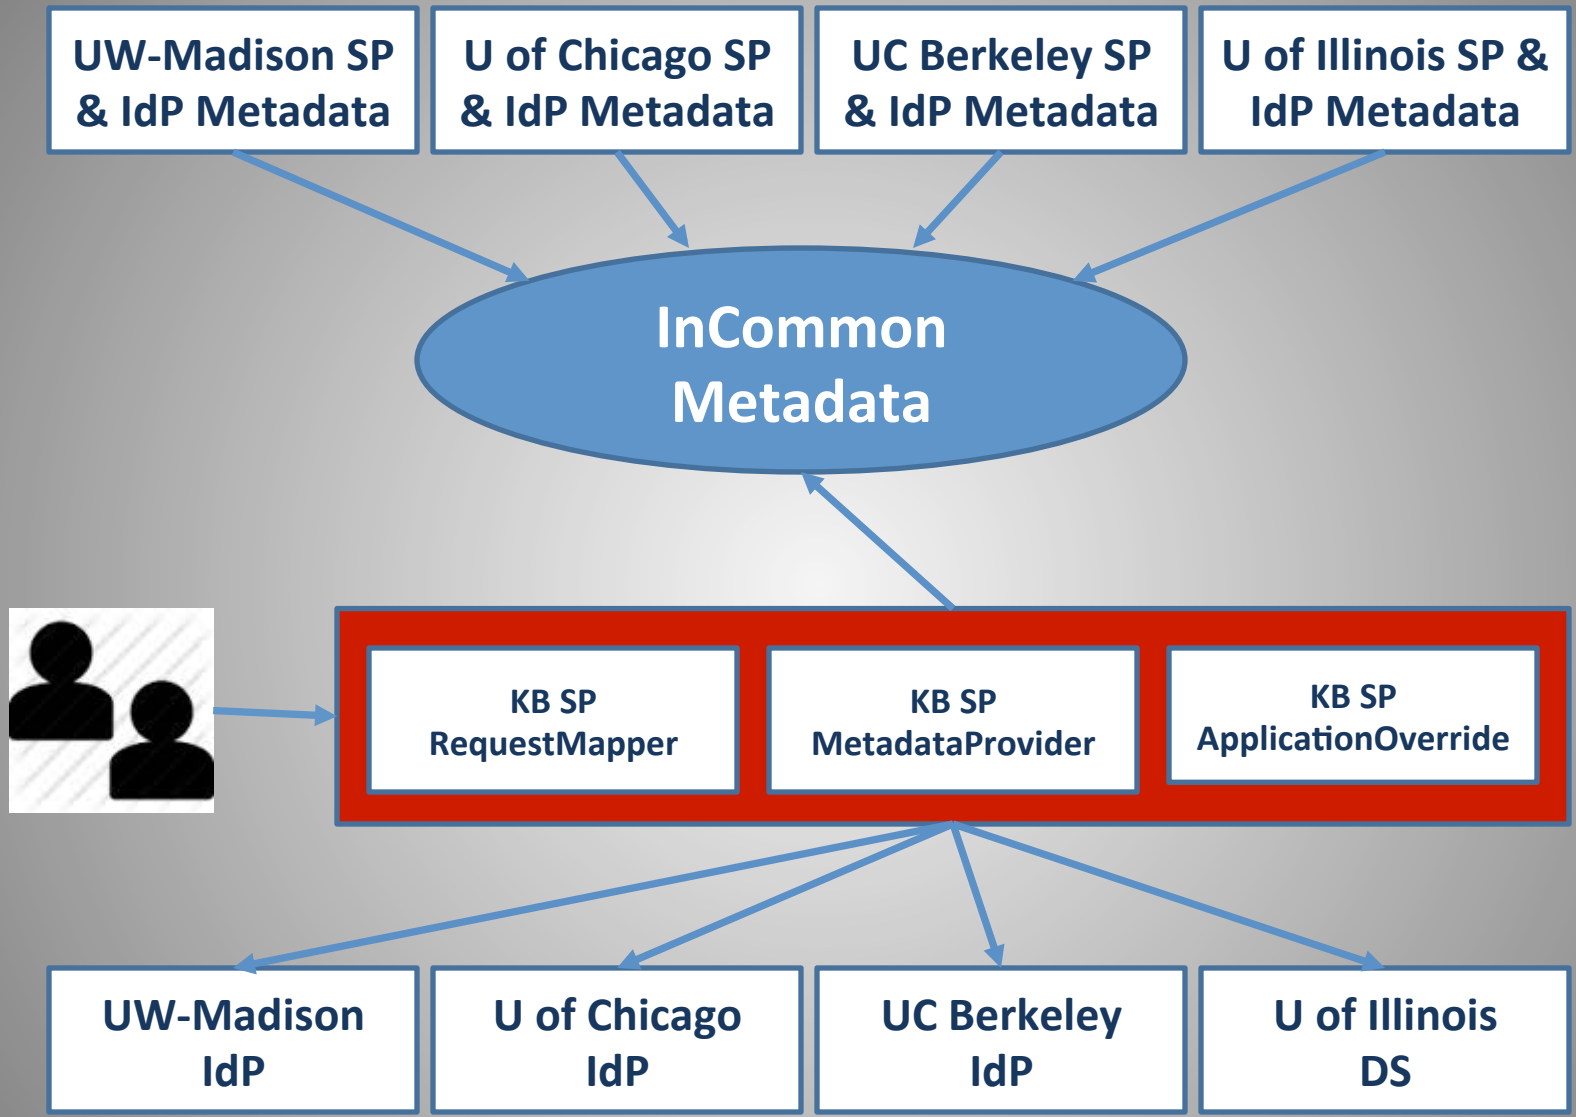 UW-Madison SP
& IdP Metadata
U of Chicago SP
& IdP Metadata
UC Berkeley SP
& IdP Metadata
U of Illinois SP &
IdP Metadata
InCommon
Metadata
KB SP
RequestMapper
KB SP
MetadataProvider
KB SP
ApplicationOverride
UW-Madison
IdP
U of Chicago
IdP
UC Berkeley
IdP
U of Illinois
DS